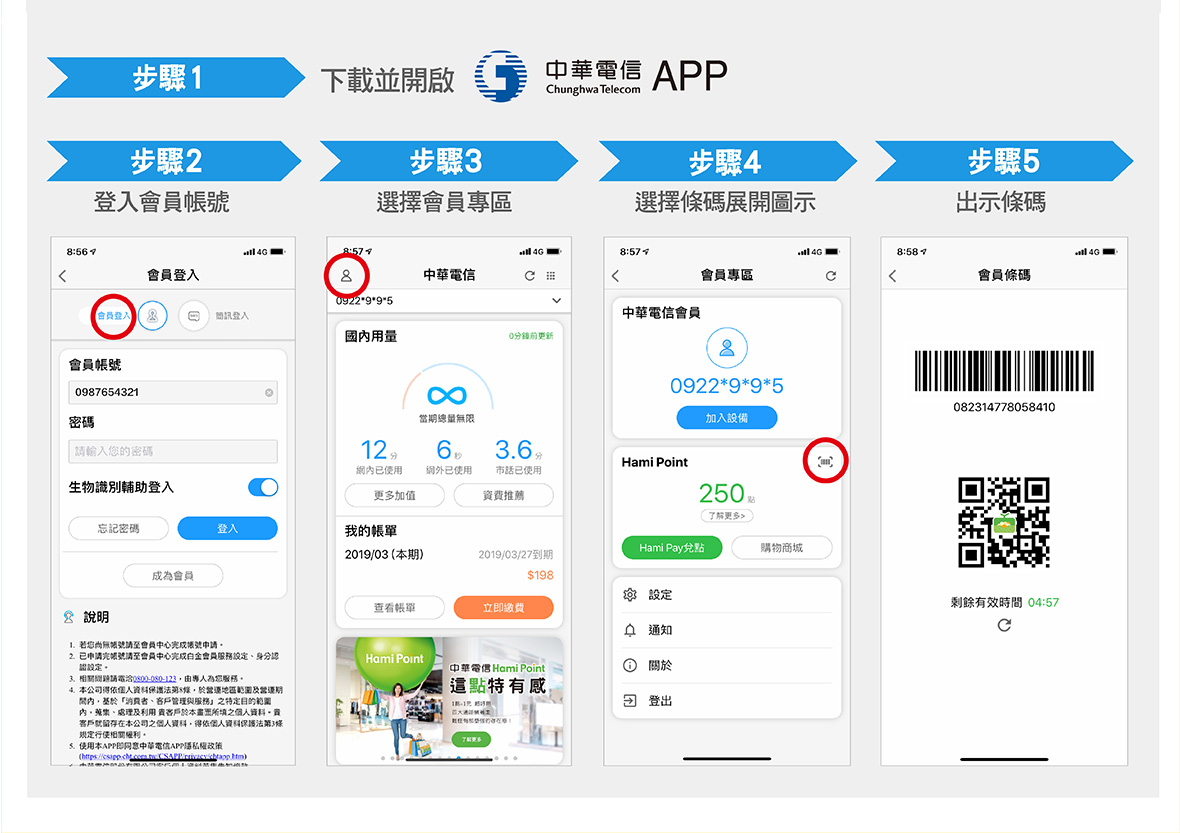 步驟1
下載並開啟
中華電信
Chunghwa Telecom
APP
步驟2
登入會員帳號
步驟3
選擇會員專區
步驟4
選擇條碼展開圖示
步驟5
出示條碼
8:56
4G
會員登入
會員登入
簡訊登入
會員帳號
0987654321
密碼
請輸入您的密碼
生物識別輔助登入
忘記密碼
登入
成為會員
說明
1. 若您尚無帳號請至會員中心完成帳號申請。
2. 已申請完帳號請至會員中心完成白金會員服務設定、身分認
證設定。
3. 相關問題請電洽0800-080-123，由專人為您服務。
4. 本公司得依個人資料保護法第8條，於營運地區範圍及營運期
間內，基於『消費者、客戶管理與服務』之特定目的範圍
內，蒐集、處理及利用 貴客戶於本畫面所填之個人資料。貴
客戶就留存在本公司之個人資料，得依個人資料保護法第3條
規定行使相關權利。
5. 使用本APP即同意中華電信APP隱私權政策
(https://csapp.cht.com.tw/CSAPP/privacy/chtapp.htm)
8:57
4G
中華電信
0922*9*9*5
國內用量
0分鐘前更新
當期總量無限
12分
網內已使用
6秒
網外已使用
3.6分
市話已使用
更多加值
資費推薦
我的帳單
2019/03 (本期)
2019/03/27到期
$198
查看帳單
立即繳費
Hami Point
中華電信Hami Point
這點特有感
了解更多
8:57
4G
會員專區
中華電信會員
0922*9*9*5
加入設備
Hami Point
250點
了解更多>
Hami Pay兌點
購物商城
設定
通知
關於
登出
8:58
4G
會員條碼
082314778058410
剩餘有效時間 04:57